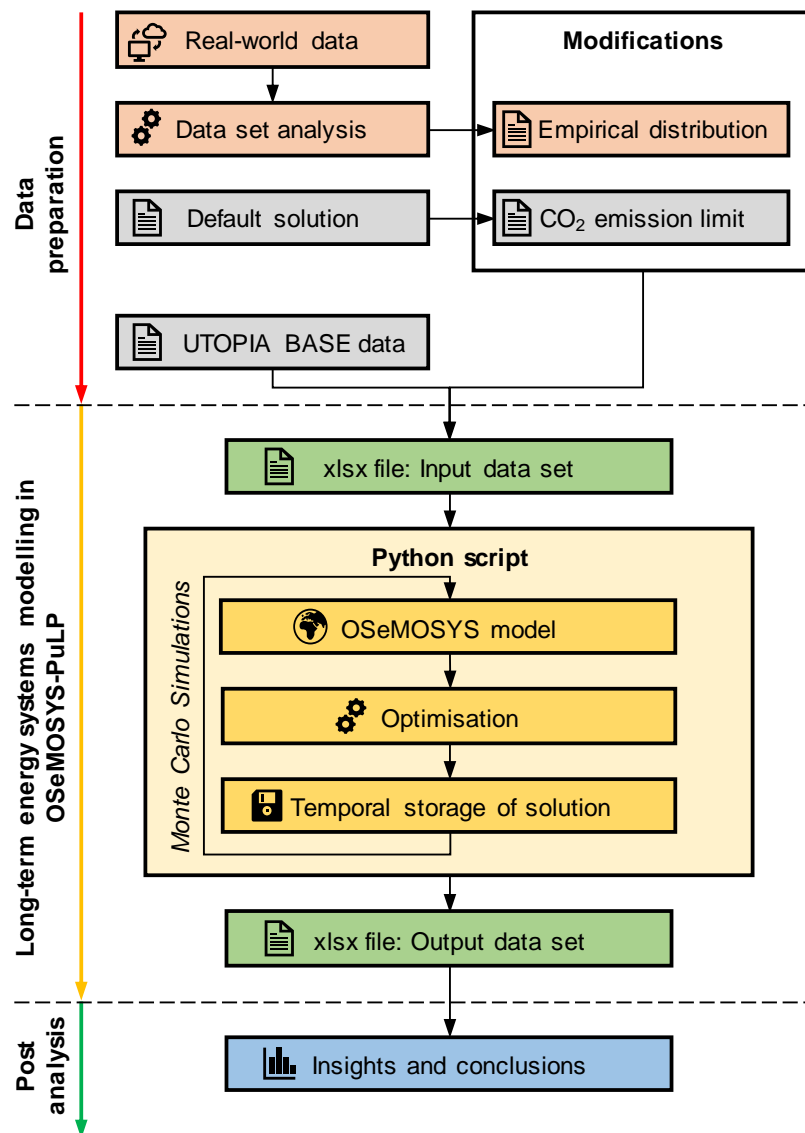 Data
preparation
Real-world data
Modifications
Data set analysis
Empirical distribution
Default solution
CO₂ emission limit
UTOPIA BASE data
Long-term energy systems modelling in
OSeMOSYS-PuLP
xlsx file: Input data set
Python script
Monte Carlo Simulations
OSeMOSYS model
Optimisation
Temporal storage of solution
xlsx file: Output data set
Post
analysis
Insights and conclusions